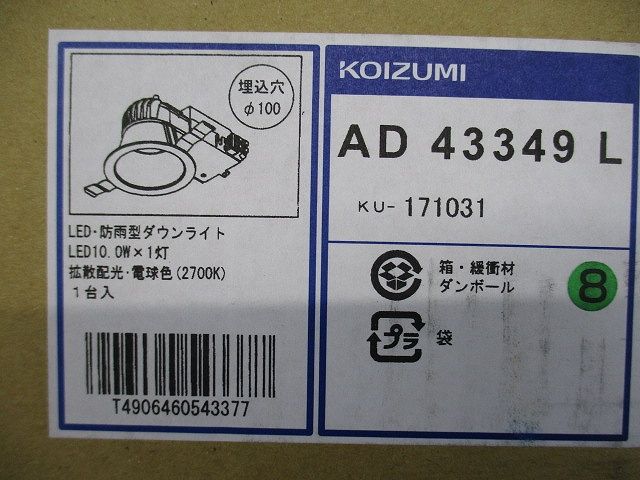 埋込穴
φ100
LED・防雨型ダウンライト
LED10.0W×1灯
拡散配光・電球色(2700K)
1台入
T4906460543377
KOIZUMI
AD 43349 L
KU-171031
箱・緩衝材
ダンボール
8
プラ
袋